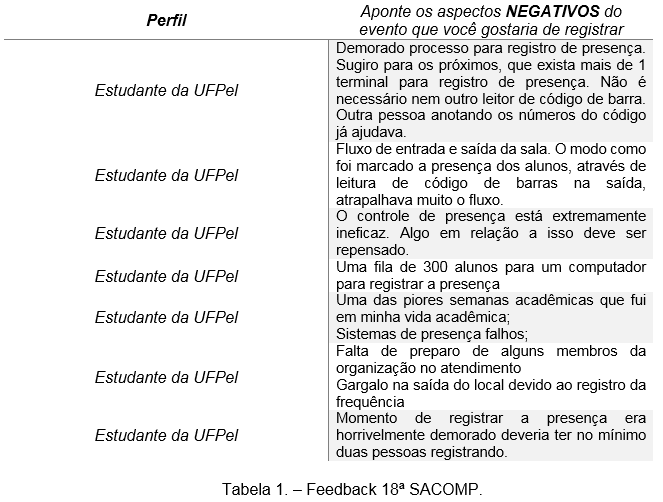 Perfil
Aponte os aspectos NEGATIVOS do
evento que você gostaria de registrar
Estudante da UFPel
Demorado processo para registro de presença.
Sugiro para os próximos, que exista mais de 1
terminal para registro de presença. Não é
necessário nem outro leitor de código de barra.
Outra pessoa anotando os números do código
já ajudava.
Estudante da UFPel
Fluxo de entrada e saída da sala. O modo como
foi marcado a presença dos alunos, através de
leitura de código de barras na saída,
atrapalhava muito o fluxo.
Estudante da UFPel
O controle de presença está extremamente
ineficaz. Algo em relação a isso deve ser
repensado.
Estudante da UFPel
Uma fila de 300 alunos para um computador
para registrar a presença
Estudante da UFPel
Uma das piores semanas acadêmicas que fui
em minha vida acadêmica;
Sistemas de presença falhos;
Estudante da UFPel
Falta de preparo de alguns membros da
organização no atendimento
Gargalo na saída do local devido ao registro da
frequência
Estudante da UFPel
Momento de registrar a presença era
horrivelmente demorado deveria ter no mínimo
duas pessoas registrando.
Tabela 1. – Feedback 18ª SACOMP.